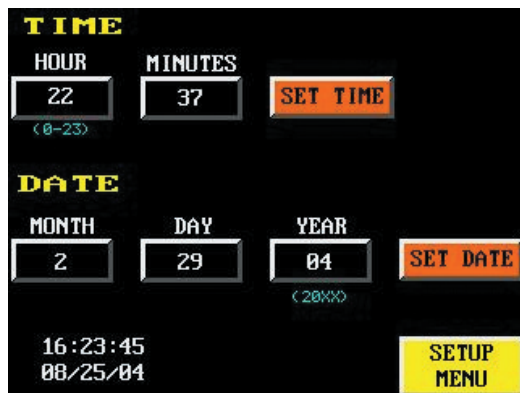 TIME
HOUR MINUTES
22 37 SET TIME
(0-23)
DATE
MONTH DAY YEAR
2 29 04 SET DATE
(20XX)
16:23:45
08/25/04
SETUP
MENU